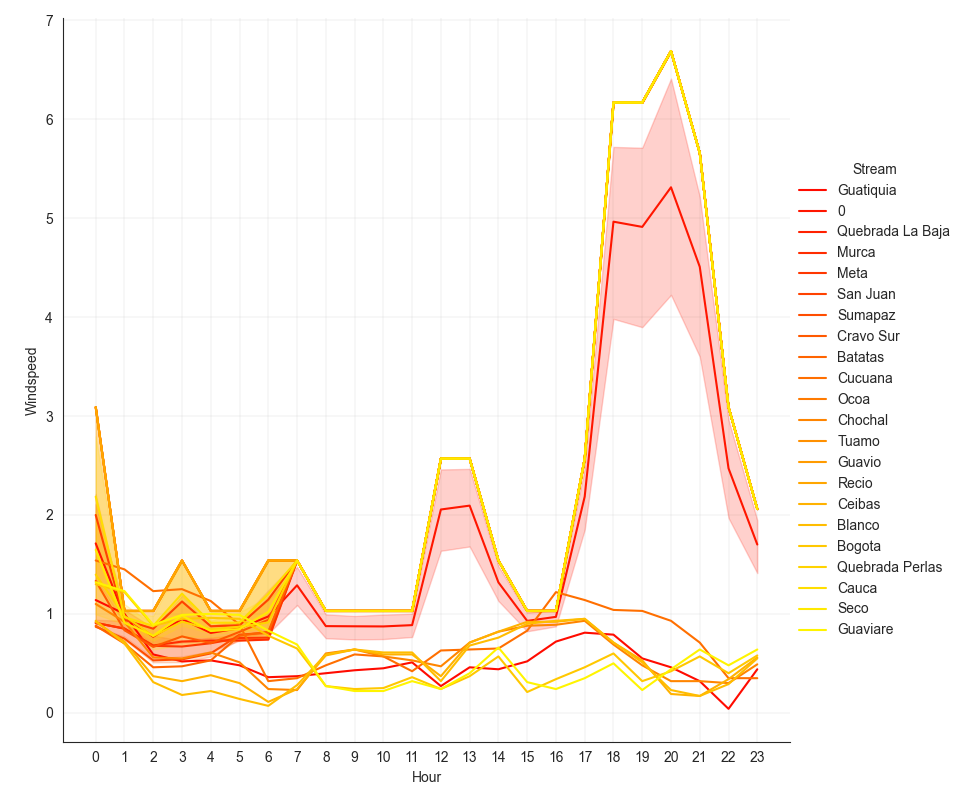 7
6
5
4
3
2
1
0
Windspeed
0 1 2 3 4 5 6 7 8 9 10 11 12 13 14 15 16 17 18 19 20 21 22 23
Hour
Stream
Guatiquia
0
Quebrada La Baja
Murca
Meta
San Juan
Sumapaz
Cravo Sur
Batatas
Cucuana
Ocoa
Chochal
Tuamo
Guavio
Recio
Ceibas
Blanco
Bogota
Quebrada Perlas
Cauca
Seco
Guaviare